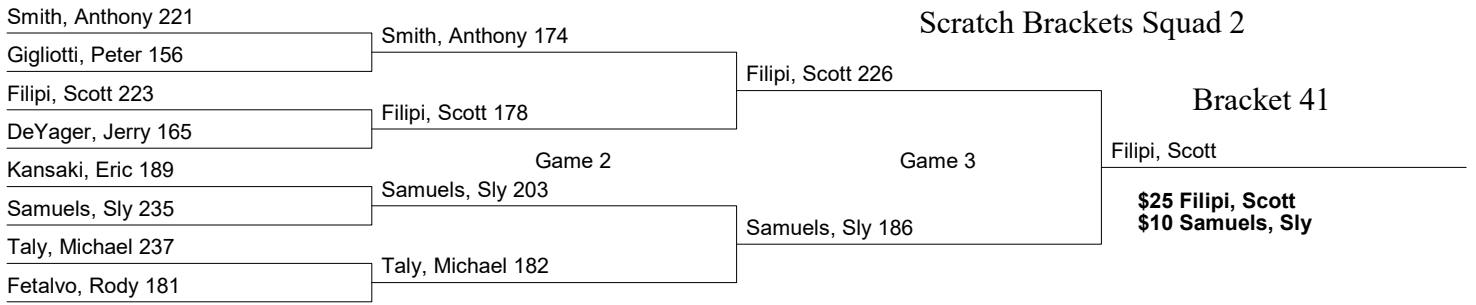 Scratch Brackets Squad 2
Bracket 41
Smith, Anthony 221
Gigliotti, Peter 156
Filipi, Scott 223
DeYager, Jerry 165
Kansaki, Eric 189
Samuels, Sly 235
Taly, Michael 237
Fetalvo, Rody 181
Smith, Anthony 174
Filipi, Scott 178
Game 2
Samuels, Sly 203
Taly, Michael 182
Filipi, Scott 226
Game 3
Samuels, Sly 186
Filipi, Scott
$25 Filipi, Scott
$10 Samuels, Sly